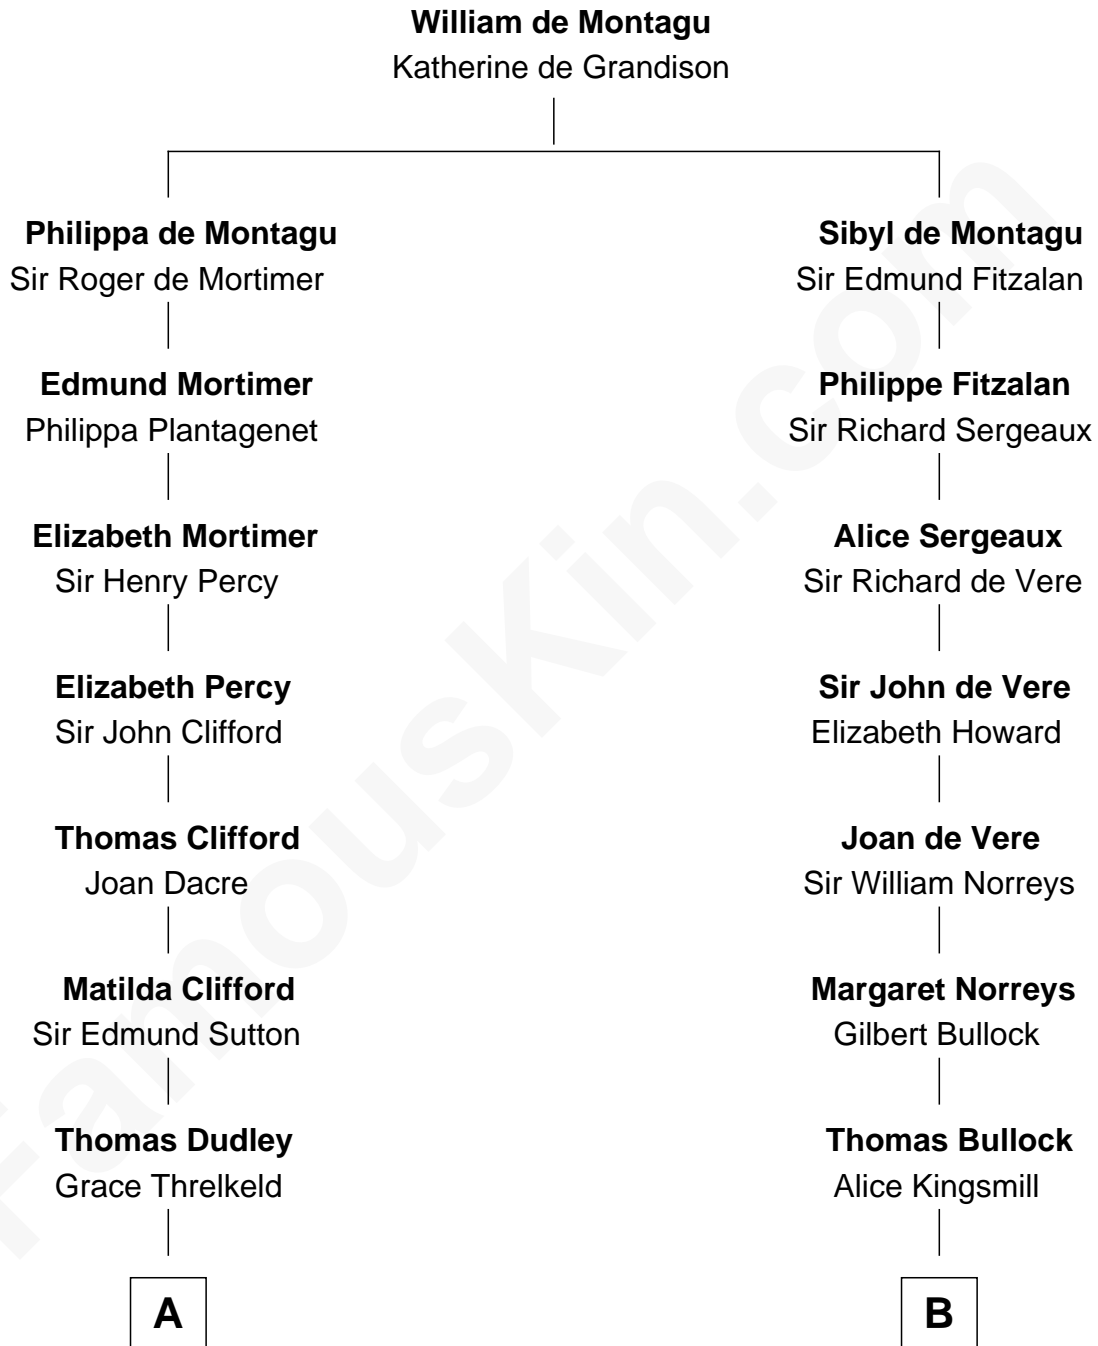 William de Montagu
Katherine de Grandison
Philippa de Montagu
Sir Roger de Mortimer
Sibyl de Montagu
Sir Edmund Fitzalan
Edmund Mortimer
Philippa Plantagenet
Philippe Fitzalan
Sir Richard Sergeaux
Elizabeth Mortimer
Sir Henry Percy
Alice Sergeaux
Sir Richard de Vere
Elizabeth Percy
Sir John Clifford
Sir John de Vere
Elizabeth Howard
Thomas Clifford
Joan Dacre
Joan de Vere
Sir William Norreys
Matilda Clifford
Sir Edmund Sutton
Margaret Norreys
Gilbert Bullock
Thomas Dudley
Grace Threlkeld
Thomas Bullock
Alice Kingsmill
A
B
FamousKin.com